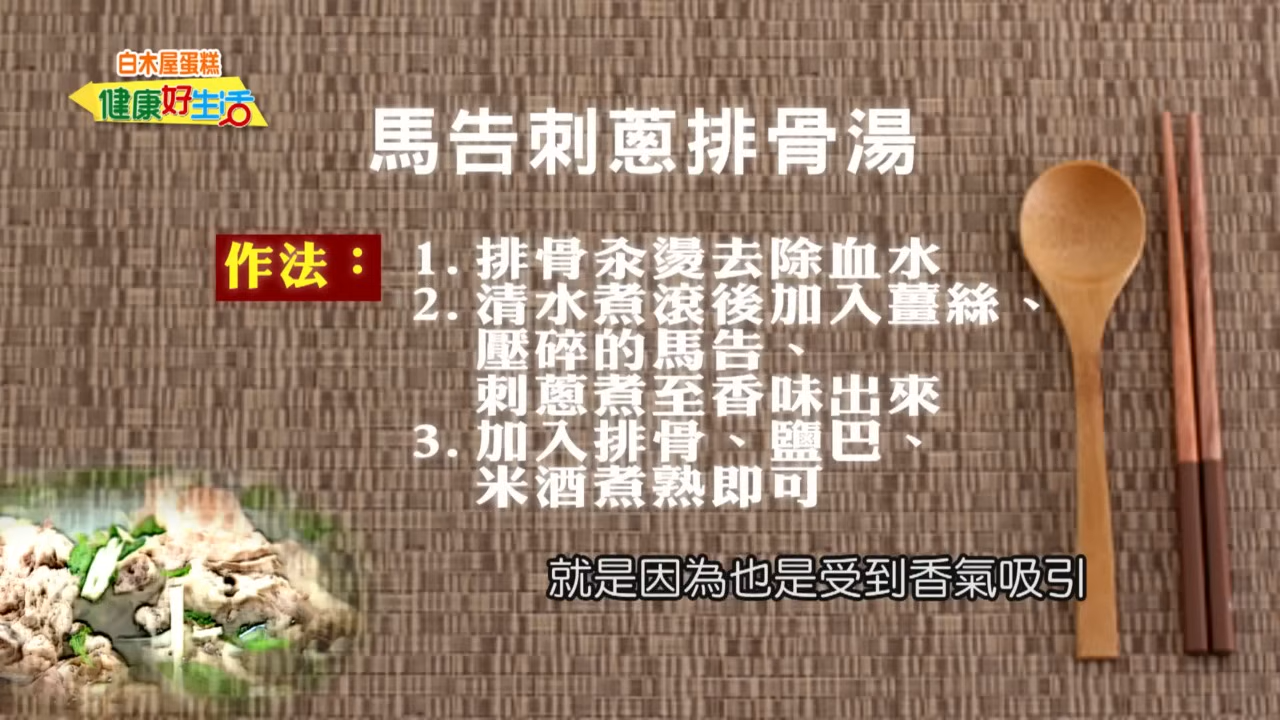 白木屋蛋糕
健康好生活
馬告刺蔥排骨湯
作法：
1. 排骨汆燙去除血水
2. 清水煮滾後加入薑絲、
壓碎的馬告、
刺蔥煮至香味出來
3. 加入排骨、鹽巴、
米酒煮熟即可
就是因為也是受到香氣吸引